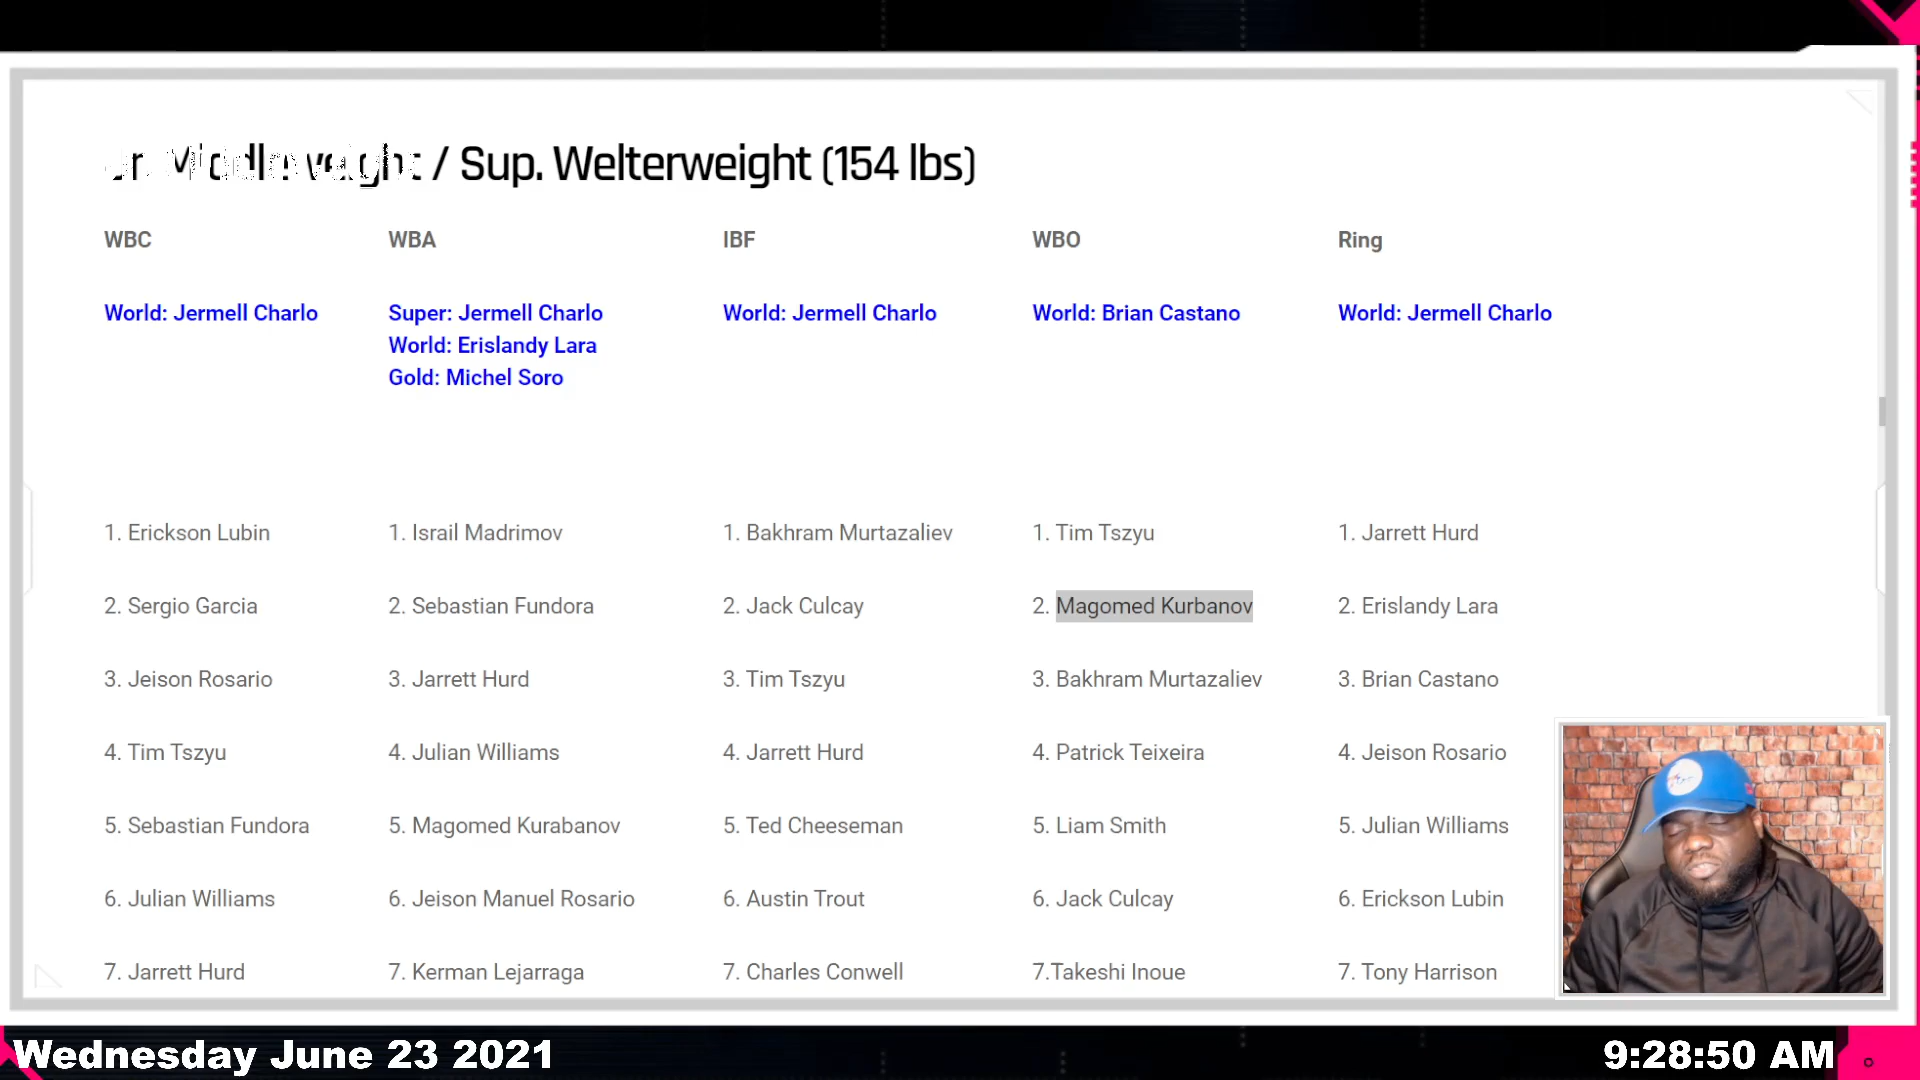 Jr. Middleweight / Sup. Welterweight (154 lbs)
WBC WBA IBF WBO Ring
World: Jermell Charlo Super: Jermell Charlo World: Jermell Charlo World: Brian Castano World: Jermell Charlo
World: Erislandy Lara
Gold: Michel Soro
1. Erickson Lubin 1. Israil Madrimov 1. Bakhram Murtazaliev 1. Tim Tszyu 1. Jarrett Hurd
2. Sergio Garcia 2. Sebastian Fundora 2. Jack Culcay 2. Magomed Kurbanov 2. Erislandy Lara
3. Jeison Rosario 3. Jarrett Hurd 3. Tim Tszyu 3. Bakhram Murtazaliev 3. Brian Castano
4. Tim Tszyu 4. Julian Williams 4. Jarrett Hurd 4. Patrick Teixeira 4. Jeison Rosario
5. Sebastian Fundora 5. Magomed Kurabanov 5. Ted Cheeseman 5. Liam Smith 5. Julian Williams
6. Julian Williams 6. Jeison Manuel Rosario 6. Austin Trout 6. Jack Culcay 6. Erickson Lubin
7. Jarrett Hurd 7. Kerman Lejarraga 7. Charles Conwell 7.Takeshi Inoue 7. Tony Harrison
Wednesday June 23 2021 9:28:50 AM